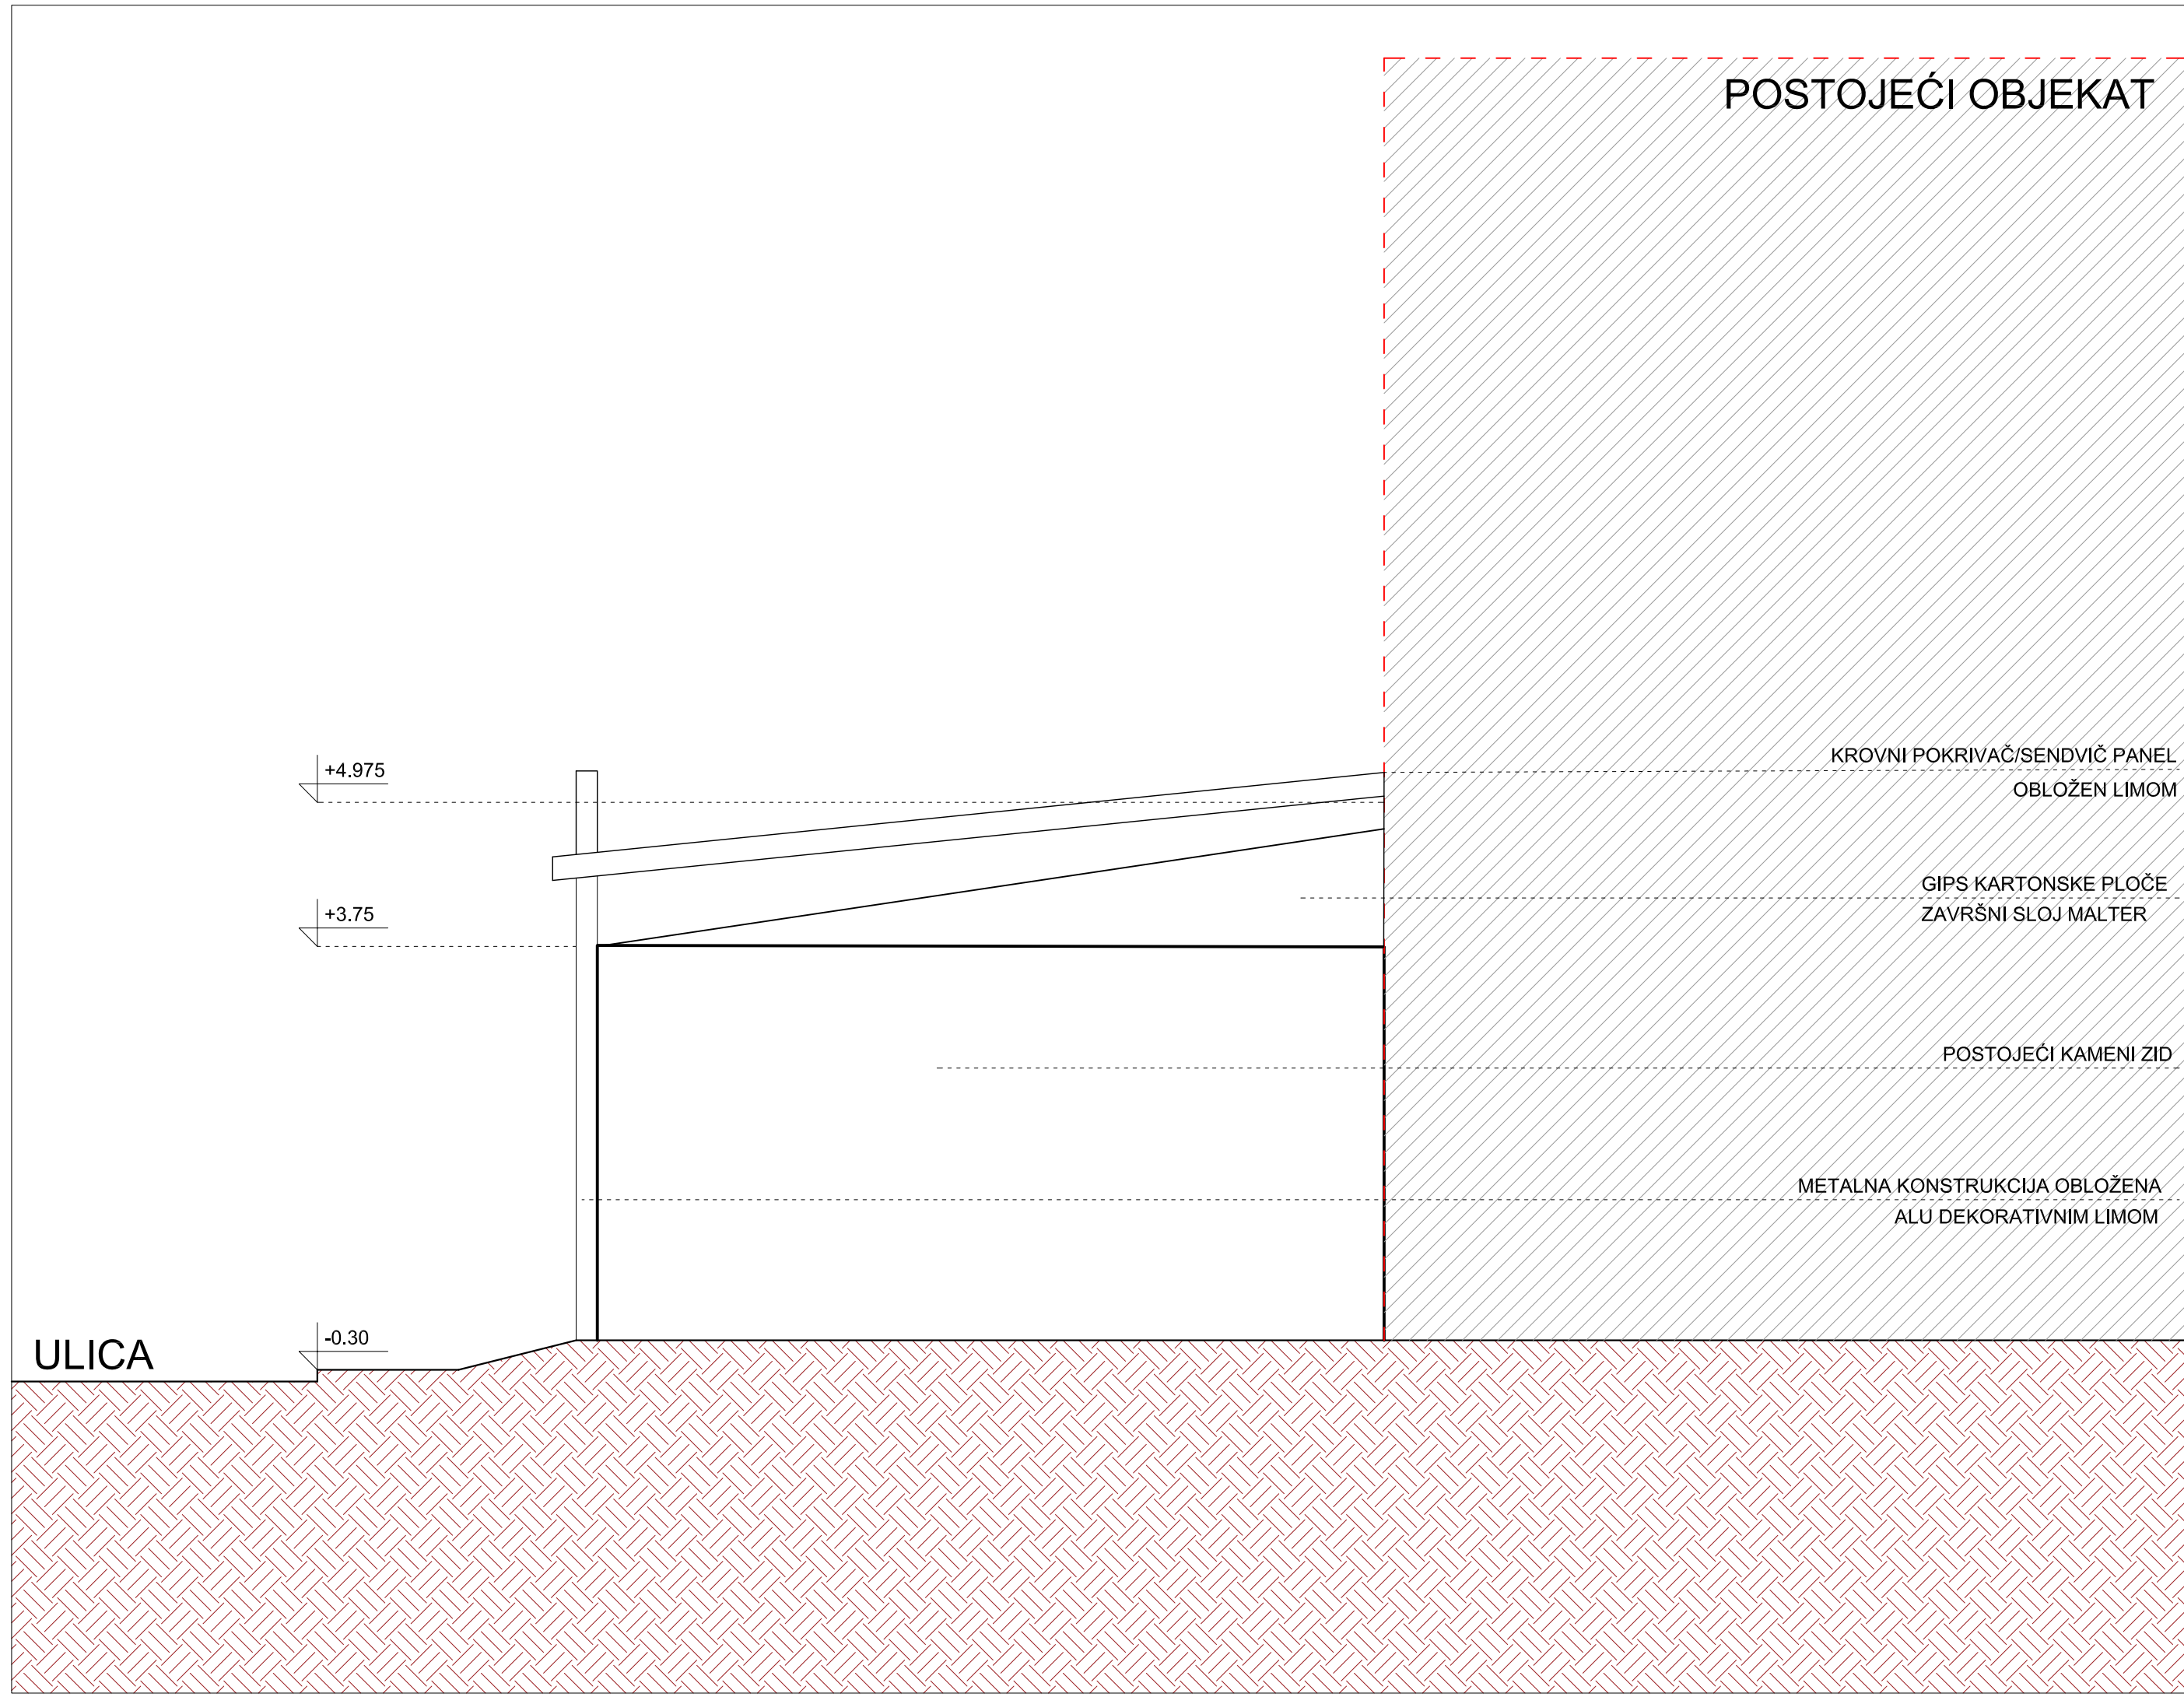 POSTOJEĆI OBJEKAT
KROVNI POKRIVAČ/SENDVIČ PANEL
OBLOŽEN LIMOM
+4.975
GIPS KARTONSKE PLOČE
ZAVRŠNI SLOJ MALTER
+3.75
POSTOJEĆI KAMENI ZID
METALNA KONSTRUKCIJA OBLOŽENA
ALU DEKORATIVNIM LIMOM
-0.30
ULICA